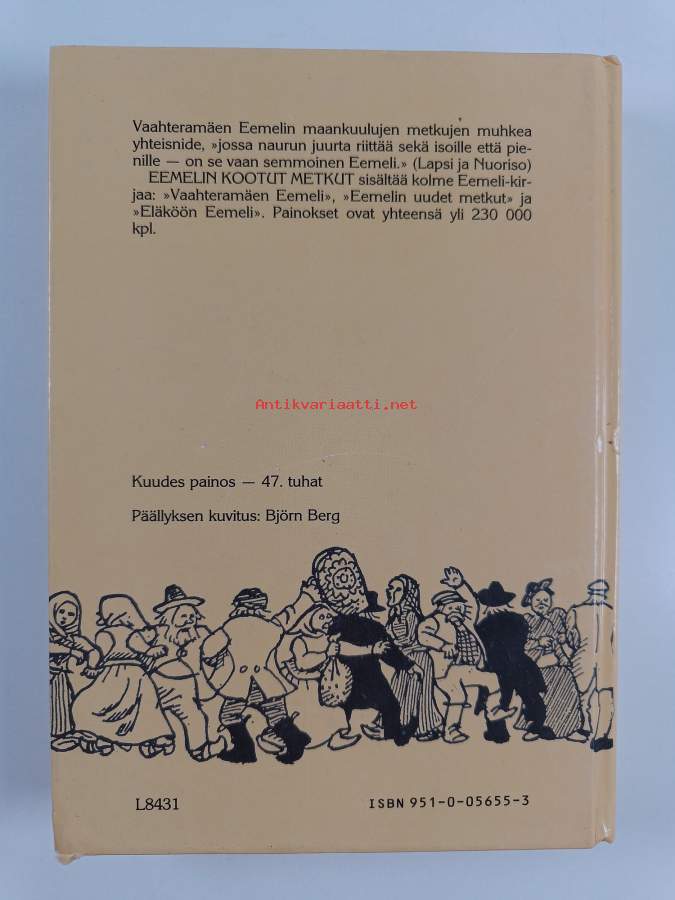 Vaahteramäen Eemelin maankuulujen metkujen muhkea
yhteisnide, »jossa naurun juurta riittää sekä isoille että pie-
nille — on se vaan semmoinen Eemeli.» (Lapsi ja Nuoriso)
EEMELIN KOOTUT METKUT sisältää kolme Eemeli-kir-
jaa: »Vaahteramäen Eemeli», »Eemelin uudet metkut» ja
»Eläköön Eemeli». Painokset ovat yhteensä yli 230 000
kpl.
Antikvariaatti.net
Kuudes painos — 47. tuhat
Päällyksen kuvitus: Björn Berg
L8431
ISBN 951-0-05655-3